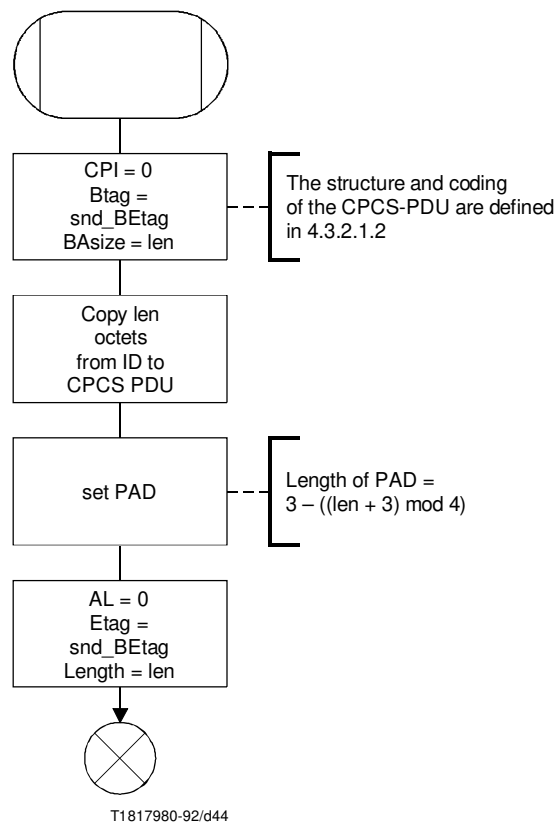 CPI = 0
Btag =
snd_BEtag
BAsize = len
The structure and coding
of the CPCS-PDU are defined
in 4.3.2.1.2
Copy len
octets
from ID to
CPCS PDU
set PAD
Length of PAD =
3 – ((len + 3) mod 4)
AL = 0
Etag =
snd_BEtag
Length = len
T1817980-92/d44